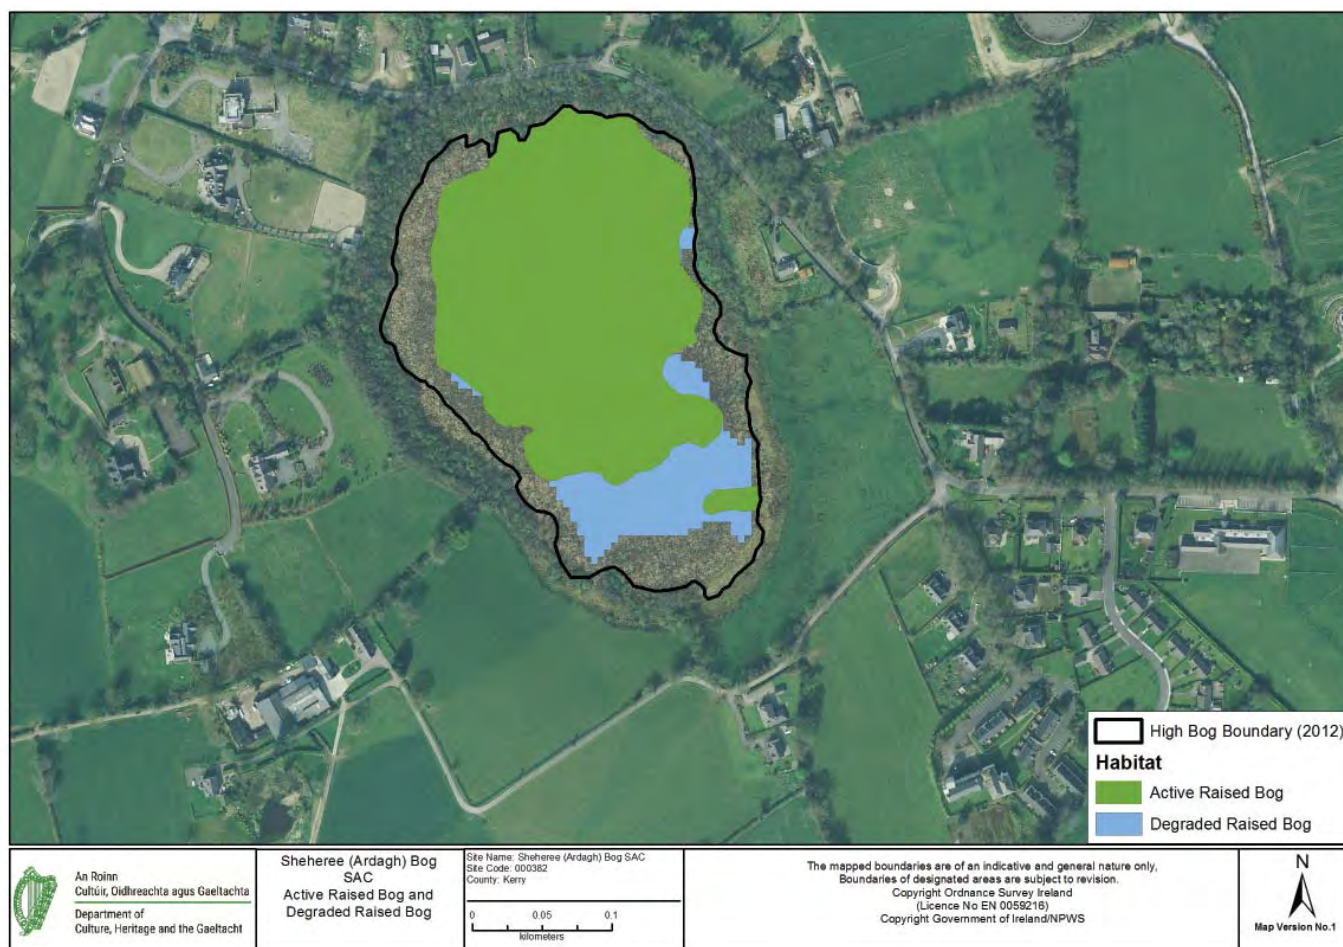 High Bog Boundary (2012)
Habitat
Active Raised Bog
Degraded Raised Bog
An Roinn
Cultúir, Oidhreachta agus Gaeltachta
Department of
Culture, Heritage and the Gaeltacht
Sheheree (Ardagh) Bog
SAC
Active Raised Bog and
Degraded Raised Bog
Site Name: Sheheree (Ardagh) Bog SAC
Site Code: 000382
County: Kerry
0 0.05 0.1
kilometers
The mapped boundaries are of an indicative and general nature only,
Boundaries of designated areas are subject to revision.
Copyright Ordnance Survey Ireland
(Licence No EN 0059216)
Copyright Government of Ireland/NPWS
N
Map Version No.1